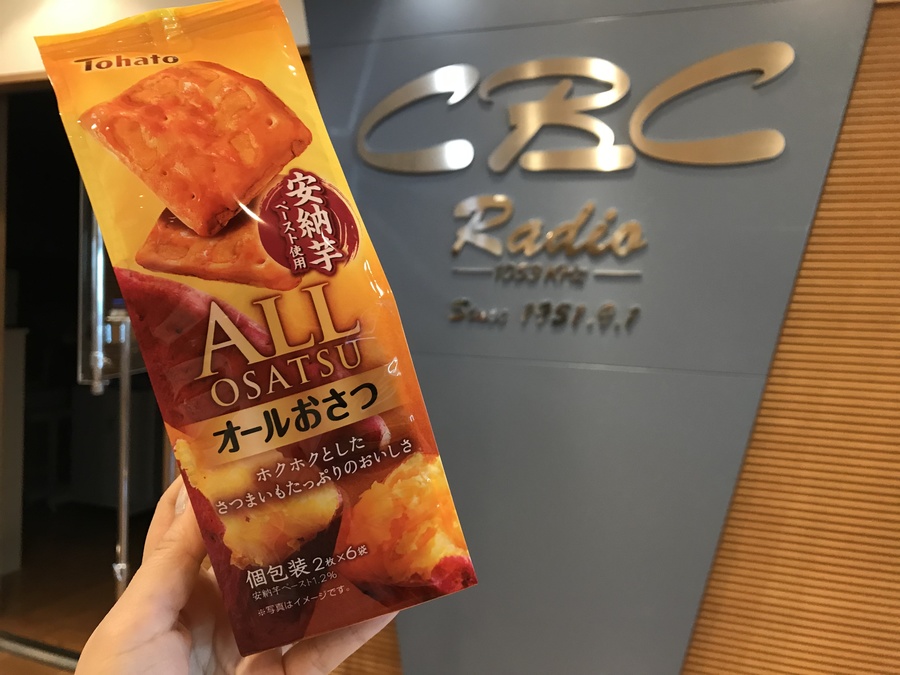 Tohato
安納芋
ペースト使用
ALL
OSATSU
オールおさつ
ホクホクとした
さつまいもたっぷりのおいしさ
個包装2枚×6袋
安納芋ペースト1.2%
※写真はイメージです。
CBC
Radio
1053 KHz
Since 1951.9.1